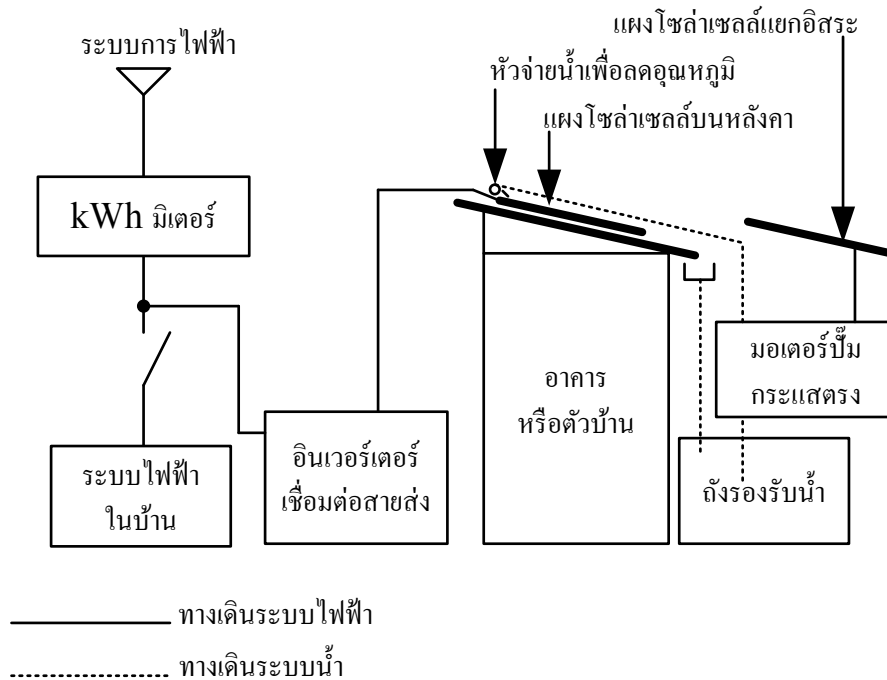 แผงโซล่าเซลล์แยกอิสระ
ระบบการไฟฟ้า
หัวจ่ายน้ำเพื่อลดอุณหภูมิ
แผงโซล่าเซลล์บนหลังคา
kWh มิเตอร์
มอเตอร์ปั๊ม
กระแสตรง
อาคาร
หรือตัวบ้าน
อินเวอร์เตอร์
เชื่อมต่อสายส่ง
ระบบไฟฟ้า
ในบ้าน
ถังรองรับน้ำ
ทางเดินระบบไฟฟ้า
ทางเดินระบบน้ำ